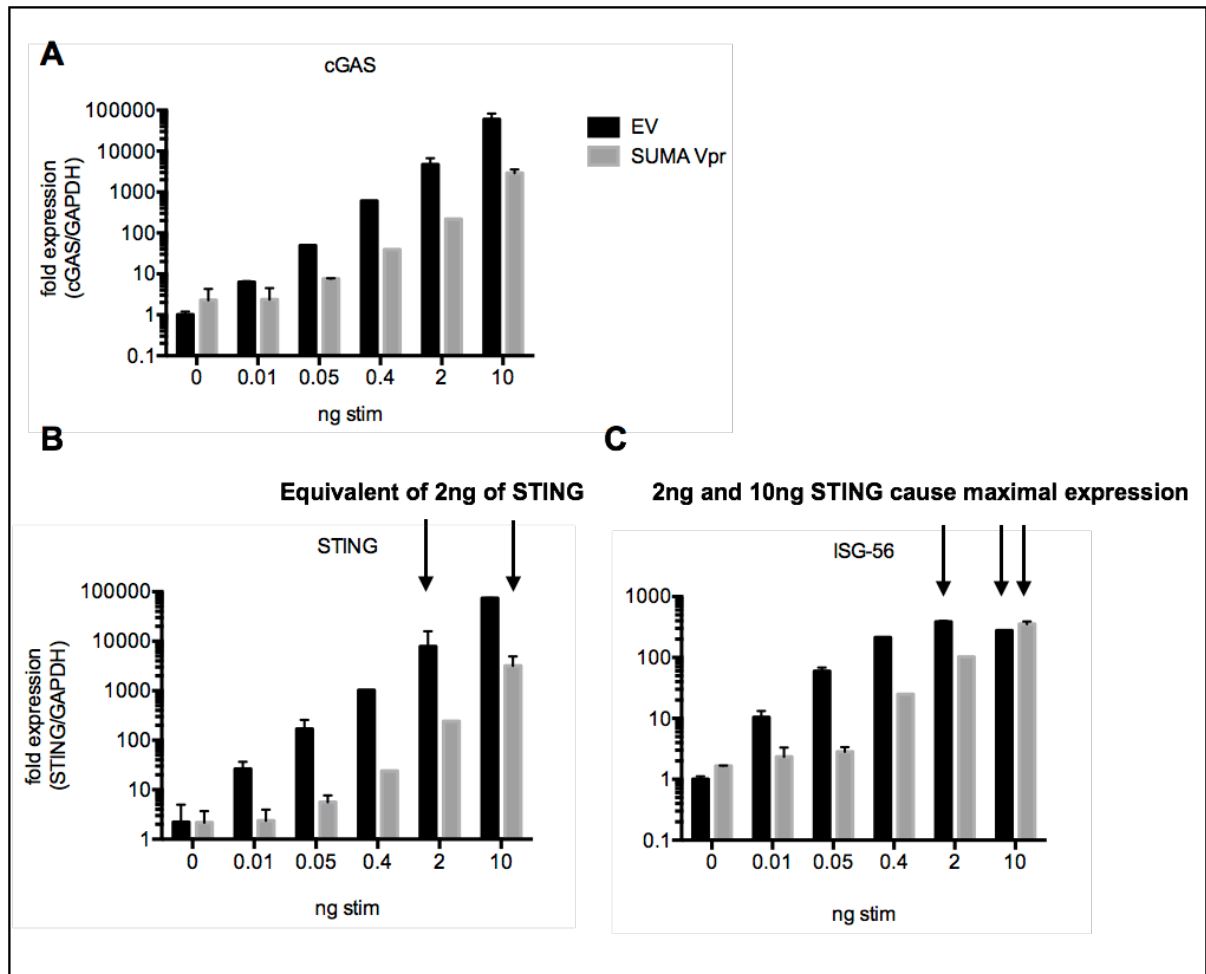 A
cGAS
fold expression
(cGAS/GAPDH)
100000
10000
1000
100
10
1
0.1
0 0.01 0.05 0.4 2 10
ng stim
EV
SUMA Vpr
B
Equivalent of 2ng of STING
STING
fold expression
(STING/GAPDH)
100000
10000
1000
100
10
1
0 0.01 0.05 0.4 2 10
ng stim
C
2ng and 10ng STING cause maximal expression
ISG-56
1000
100
10
1
0.1
0 0.01 0.05 0.4 2 10
ng stim